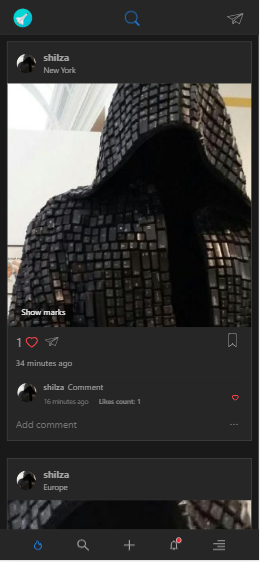 shilza
New York
Show marks
1
34 minutes ago
shilza Comment
16 minutes ago Likes count: 1
Add comment ...
shilza
Europe